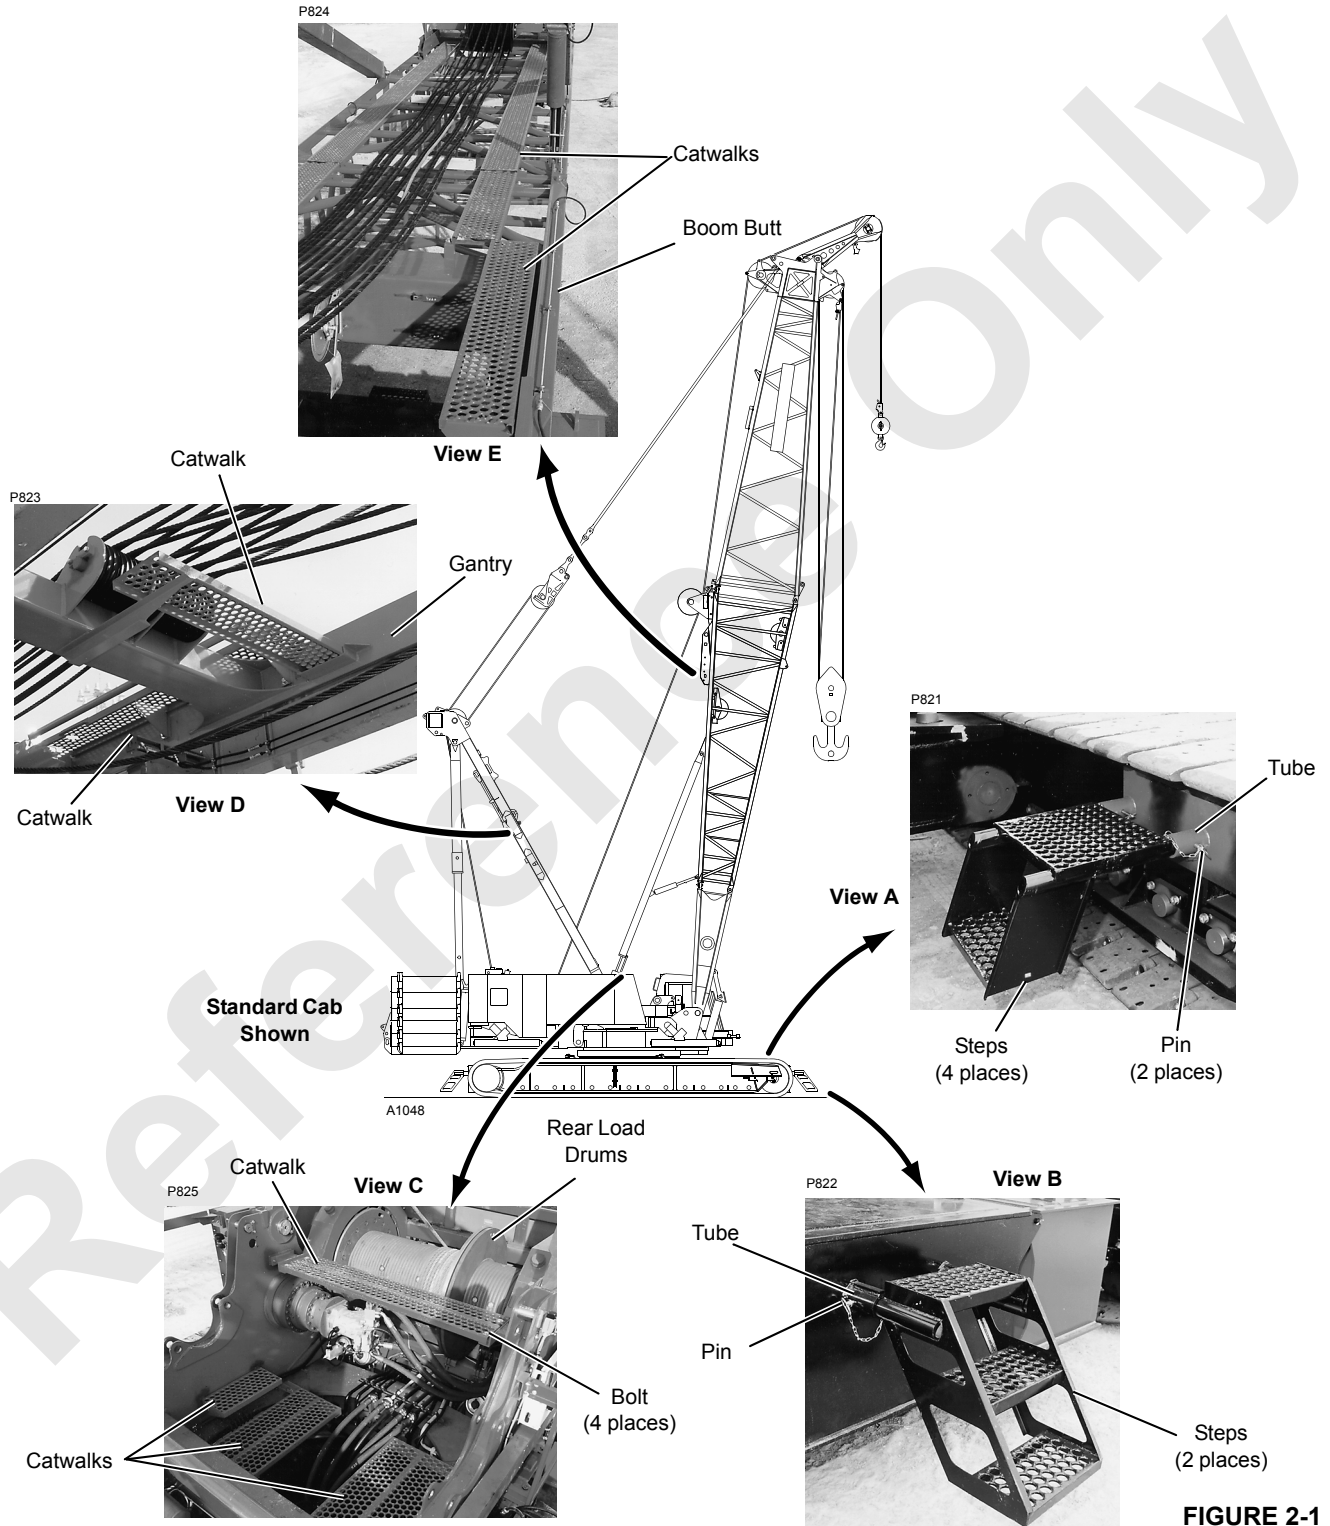 P824
Catwalks
Boom Butt
View E
Catwalk
P823
Gantry
Catwalk
View D
P821
Tube
View A
Steps
(4 places)
Pin
(2 places)
Standard Cab
Shown
A1048
Rear Load
Drums
Catwalk
View C
P825
Bolt
(4 places)
Catwalks
View B
P822
Tube
Pin
Steps
(2 places)
FIGURE 2-1
Reference Only